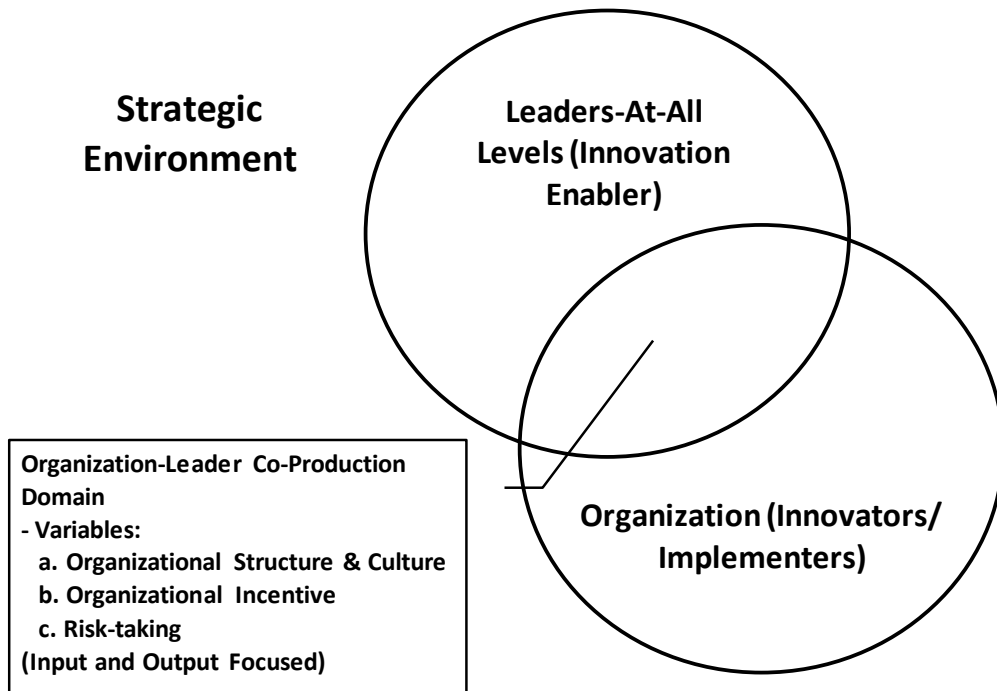 Strategic
Environment
Leaders-At-All
Levels (Innovation
Enabler)
Organization-Leader Co-Production
Domain
- Variables:
a. Organizational Structure & Culture
b. Organizational Incentive
c. Risk-taking
(Input and Output Focused)
Organization (Innovators/
Implementers)